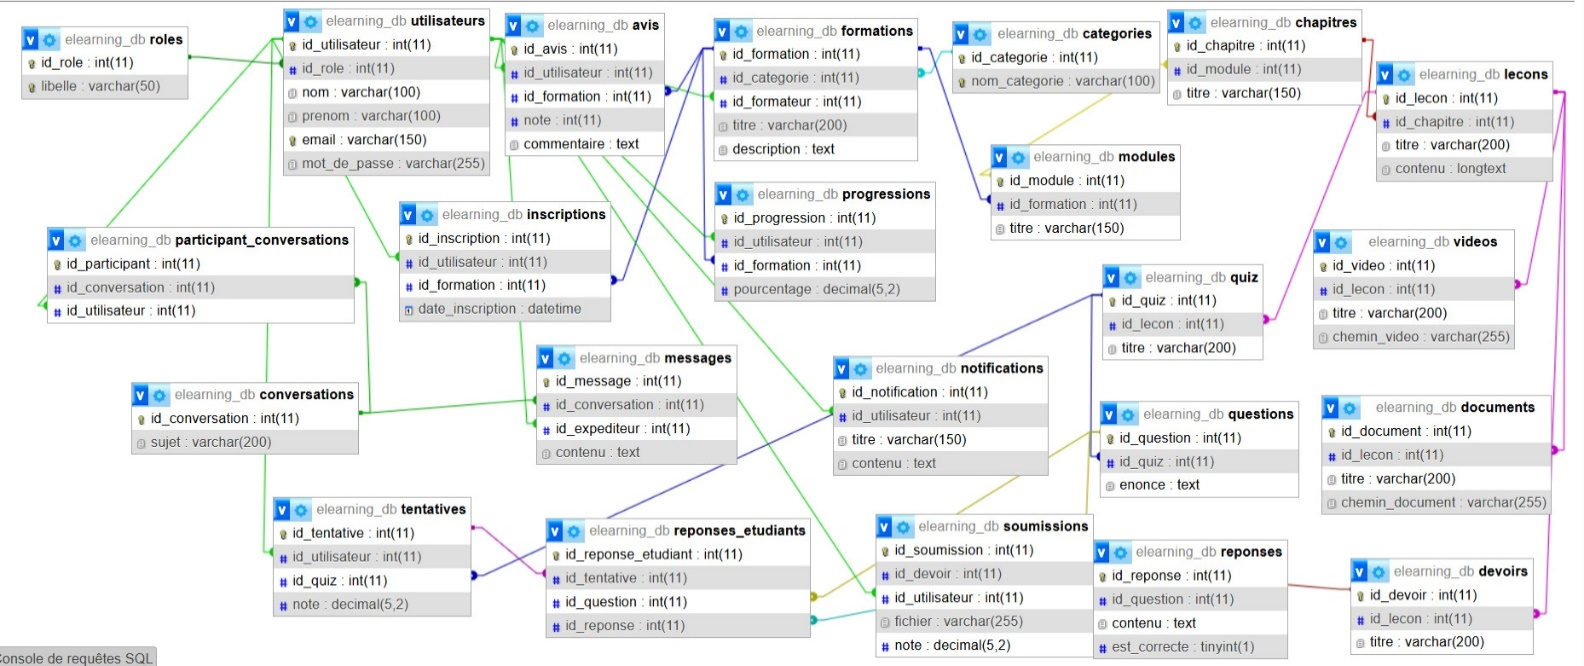 elearning_db roles
id_role : int(11)
libelle : varchar(50)
elearning_db utilisateurs
id_utilisateur : int(11)
id_role : int(11)
nom : varchar(100)
prenom : varchar(100)
email : varchar(150)
mot_de_passe : varchar(255)
elearning_db avis
id_avis : int(11)
id_utilisateur : int(11)
id_formation : int(11)
note : int(11)
commentaire : text
elearning_db formations
id_formation : int(11)
id_categorie : int(11)
id_formateur : int(11)
titre : varchar(200)
description : text
elearning_db categories
id_categorie : int(11)
nom_categorie : varchar(100)
elearning_db chapitres
id_chapitre : int(11)
id_module : int(11)
titre : varchar(150)
elearning_db lecons
id_lecon : int(11)
id_chapitre : int(11)
titre : varchar(200)
contenu : longtext
elearning_db modules
id_module : int(11)
id_formation : int(11)
titre : varchar(150)
elearning_db progressions
id_progression : int(11)
id_utilisateur : int(11)
id_formation : int(11)
pourcentage : decimal(5,2)
elearning_db inscriptions
id_inscription : int(11)
id_utilisateur : int(11)
id_formation : int(11)
date_inscription : datetime
elearning_db participant_conversations
id_participant : int(11)
id_conversation : int(11)
id_utilisateur : int(11)
elearning_db videos
id_video : int(11)
id_lecon : int(11)
titre : varchar(200)
chemin_video : varchar(255)
elearning_db quiz
id_quiz : int(11)
id_lecon : int(11)
titre : varchar(200)
elearning_db messages
id_message : int(11)
id_conversation : int(11)
id_expediteur : int(11)
contenu : text
elearning_db notifications
id_notification : int(11)
id_utilisateur : int(11)
titre : varchar(150)
contenu : text
elearning_db conversations
id_conversation : int(11)
sujet : varchar(200)
elearning_db questions
id_question : int(11)
id_quiz : int(11)
enonce : text
elearning_db documents
id_document : int(11)
id_lecon : int(11)
titre : varchar(200)
chemin_document : varchar(255)
elearning_db tentatives
id_tentative : int(11)
id_utilisateur : int(11)
id_quiz : int(11)
note : decimal(5,2)
elearning_db reponses_etudiants
id_reponse_etudiant : int(11)
id_tentative : int(11)
id_question : int(11)
id_reponse : int(11)
elearning_db soumissions
id_soumission : int(11)
id_devoir : int(11)
id_utilisateur : int(11)
fichier : varchar(255)
note : decimal(5,2)
elearning_db reponses
id_reponse : int(11)
id_question : int(11)
contenu : text
est_correcte : tinyint(1)
elearning_db devoirs
id_devoir : int(11)
id_lecon : int(11)
titre : varchar(200)
Console de requêtes SQL